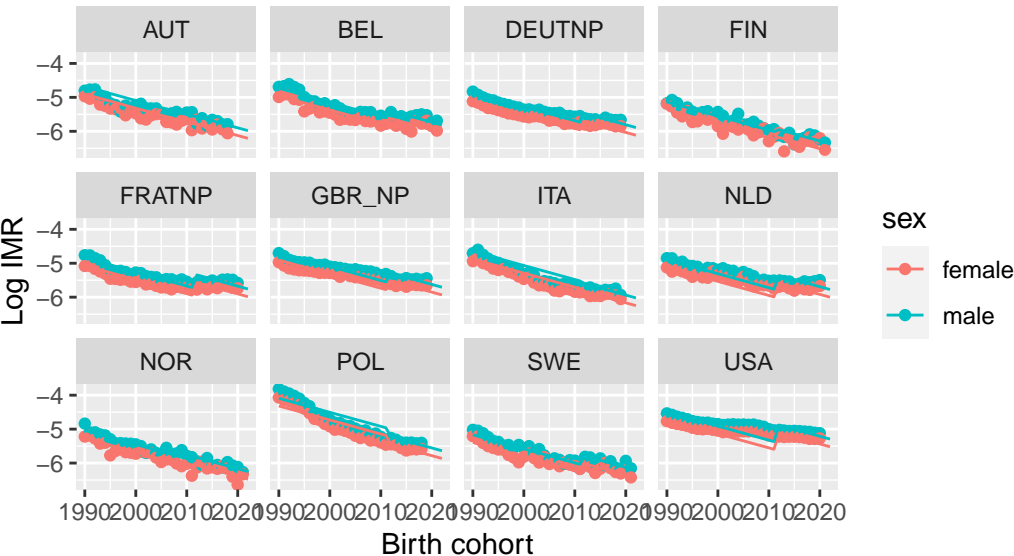 AUT BEL DEUTNP FIN
−4
−5
−6
FRATNP GBR_NP ITA NLD
−4
−5
−6
NOR POL SWE USA
−4
−5
−6
1990 2000 2010 2020 1990 2000 2010 2020 1990 2000 2010 2020 1990 2000 2010 2020
Birth cohort
Log IMR
sex
female
male